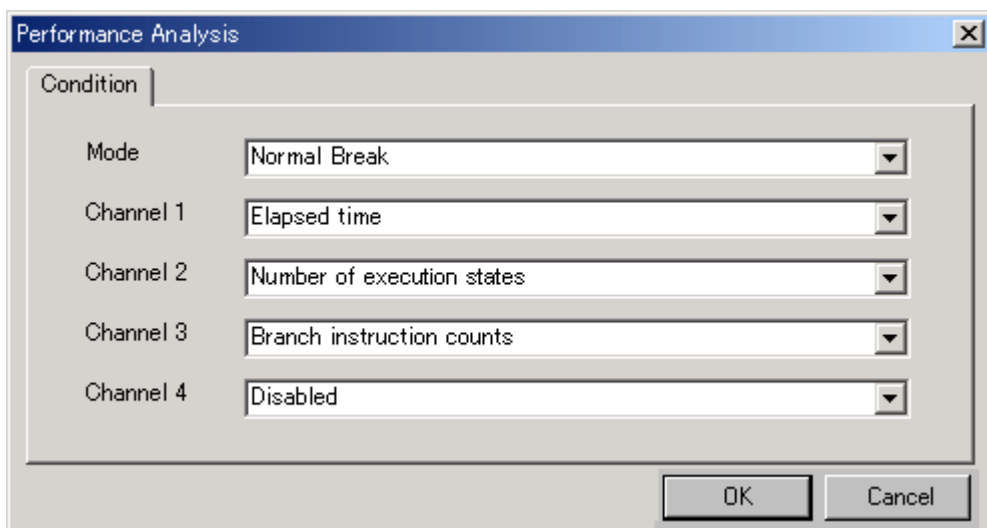 Performance Analysis
Condition
Mode Normal Break
Channel 1 Elapsed time
Channel 2 Number of execution states
Channel 3 Branch instruction counts
Channel 4 Disabled
OK Cancel